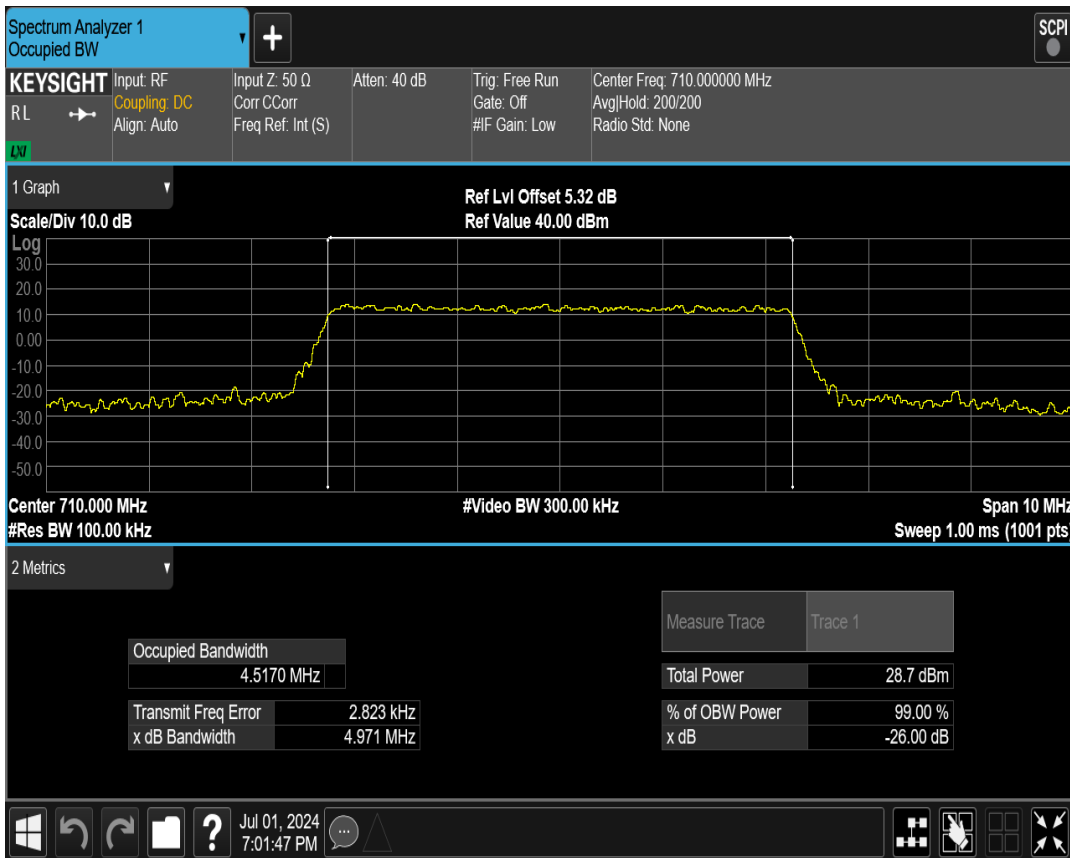 Spectrum Analyzer 1
Occupied BW
+
SCPI
KEYSIGHT
RL
LXI
Input: RF
Coupling: DC
Align: Auto
Input Z: 50 Ω
Corr CCorr
Freq Ref: Int (S)
Atten: 40 dB
Trig: Free Run
Gate: Off
#IF Gain: Low
Center Freq: 710.000000 MHz
Avg|Hold: 200/200
Radio Std: None
1 Graph
Scale/Div 10.0 dB
Ref Lvl Offset 5.32 dB
Ref Value 40.00 dBm
Log
30.0
20.0
10.0
0.00
-10.0
-20.0
-30.0
-40.0
-50.0
Center 710.000 MHz
#Video BW 300.00 kHz
Span 10 MHz
#Res BW 100.00 kHz
Sweep 1.00 ms (1001 pts)
2 Metrics
Measure Trace Trace 1
Occupied Bandwidth
4.5170 MHz
Total Power 28.7 dBm
Transmit Freq Error 2.823 kHz
% of OBW Power 99.00 %
x dB Bandwidth 4.971 MHz
x dB -26.00 dB
?
Jul 01, 2024
7:01:47 PM